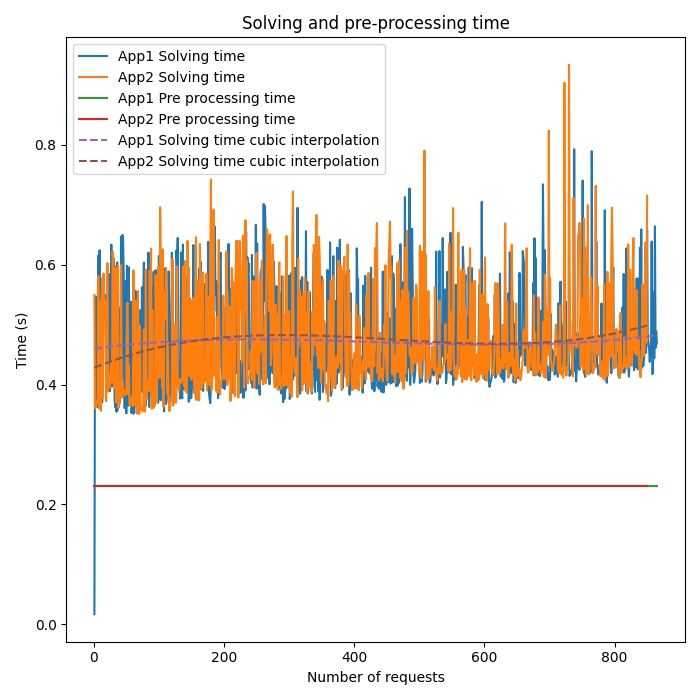 Solving and pre-processing time
App1 Solving time
App2 Solving time
App1 Pre processing time
App2 Pre processing time
App1 Solving time cubic interpolation
App2 Solving time cubic interpolation
Time (s)
0.8
0.6
0.4
0.2
0.0
0
200
400
600
800
Number of requests